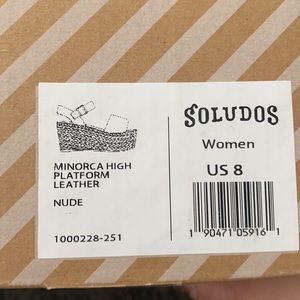 MINORCA HIGH
PLATFORM
LEATHER
NUDE
1000228-251
SOLUDOS
Women
US 8
1 90471 05916 1